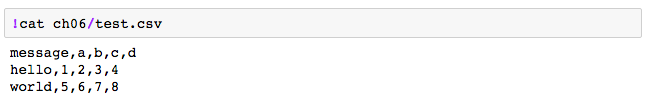 !cat ch06/test.csv
message,a,b,c,d
hello,1,2,3,4
world,5,6,7,8